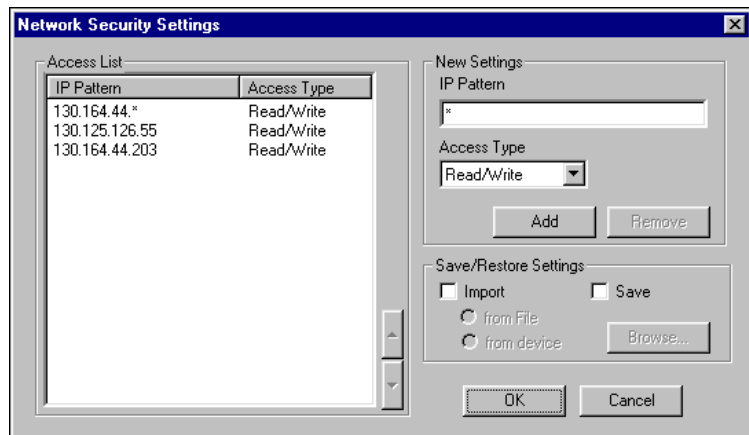 Network Security Settings
Access List
IP Pattern Access Type
130.164.44.* Read/Write
130.125.126.55 Read/Write
130.164.44.203 Read/Write
New Settings
IP Pattern
*
Access Type
Read/Write
Add Remove
Save/Restore Settings
Import Save
from File
from device Browse...
OK Cancel